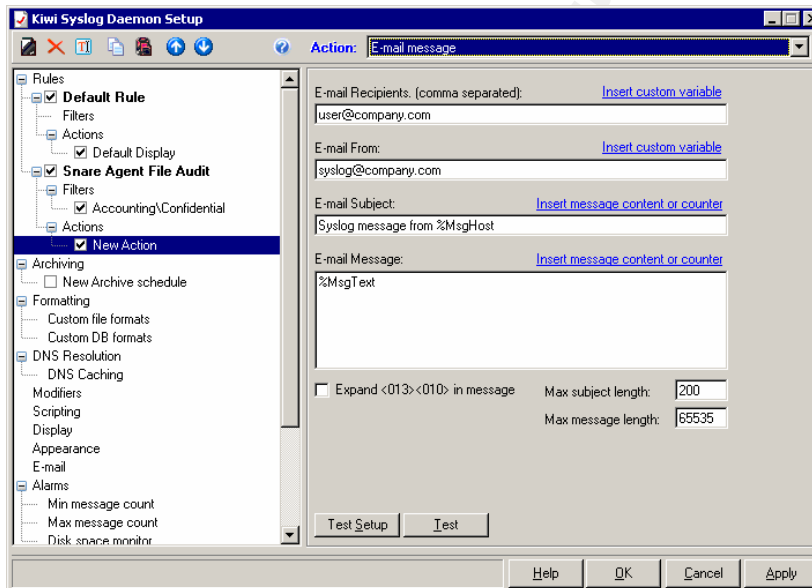 Kiwi Syslog Daemon Setup
Action: E-mail message
Rules
Default Rule
Filters
Actions
Default Display
Snare Agent File Audit
Filters
Accounting\Confidential
Actions
New Action
Archiving
New Archive schedule
Formatting
Custom file formats
Custom DB formats
DNS Resolution
DNS Caching
Modifiers
Scripting
Display
Appearance
E-mail
Alarms
Min message count
Max message count
Disk space monitor
E-mail Recipients. (comma separated): Insert custom variable
user@company.com
E-mail From: Insert custom variable
syslog@company.com
E-mail Subject: Insert message content or counter
Syslog message from %MsgHost
E-mail Message: Insert message content or counter
%MsgText
Expand <013><010> in message
Max subject length: 200
Max message length: 65535
Test Setup Test
Help OK Cancel Apply